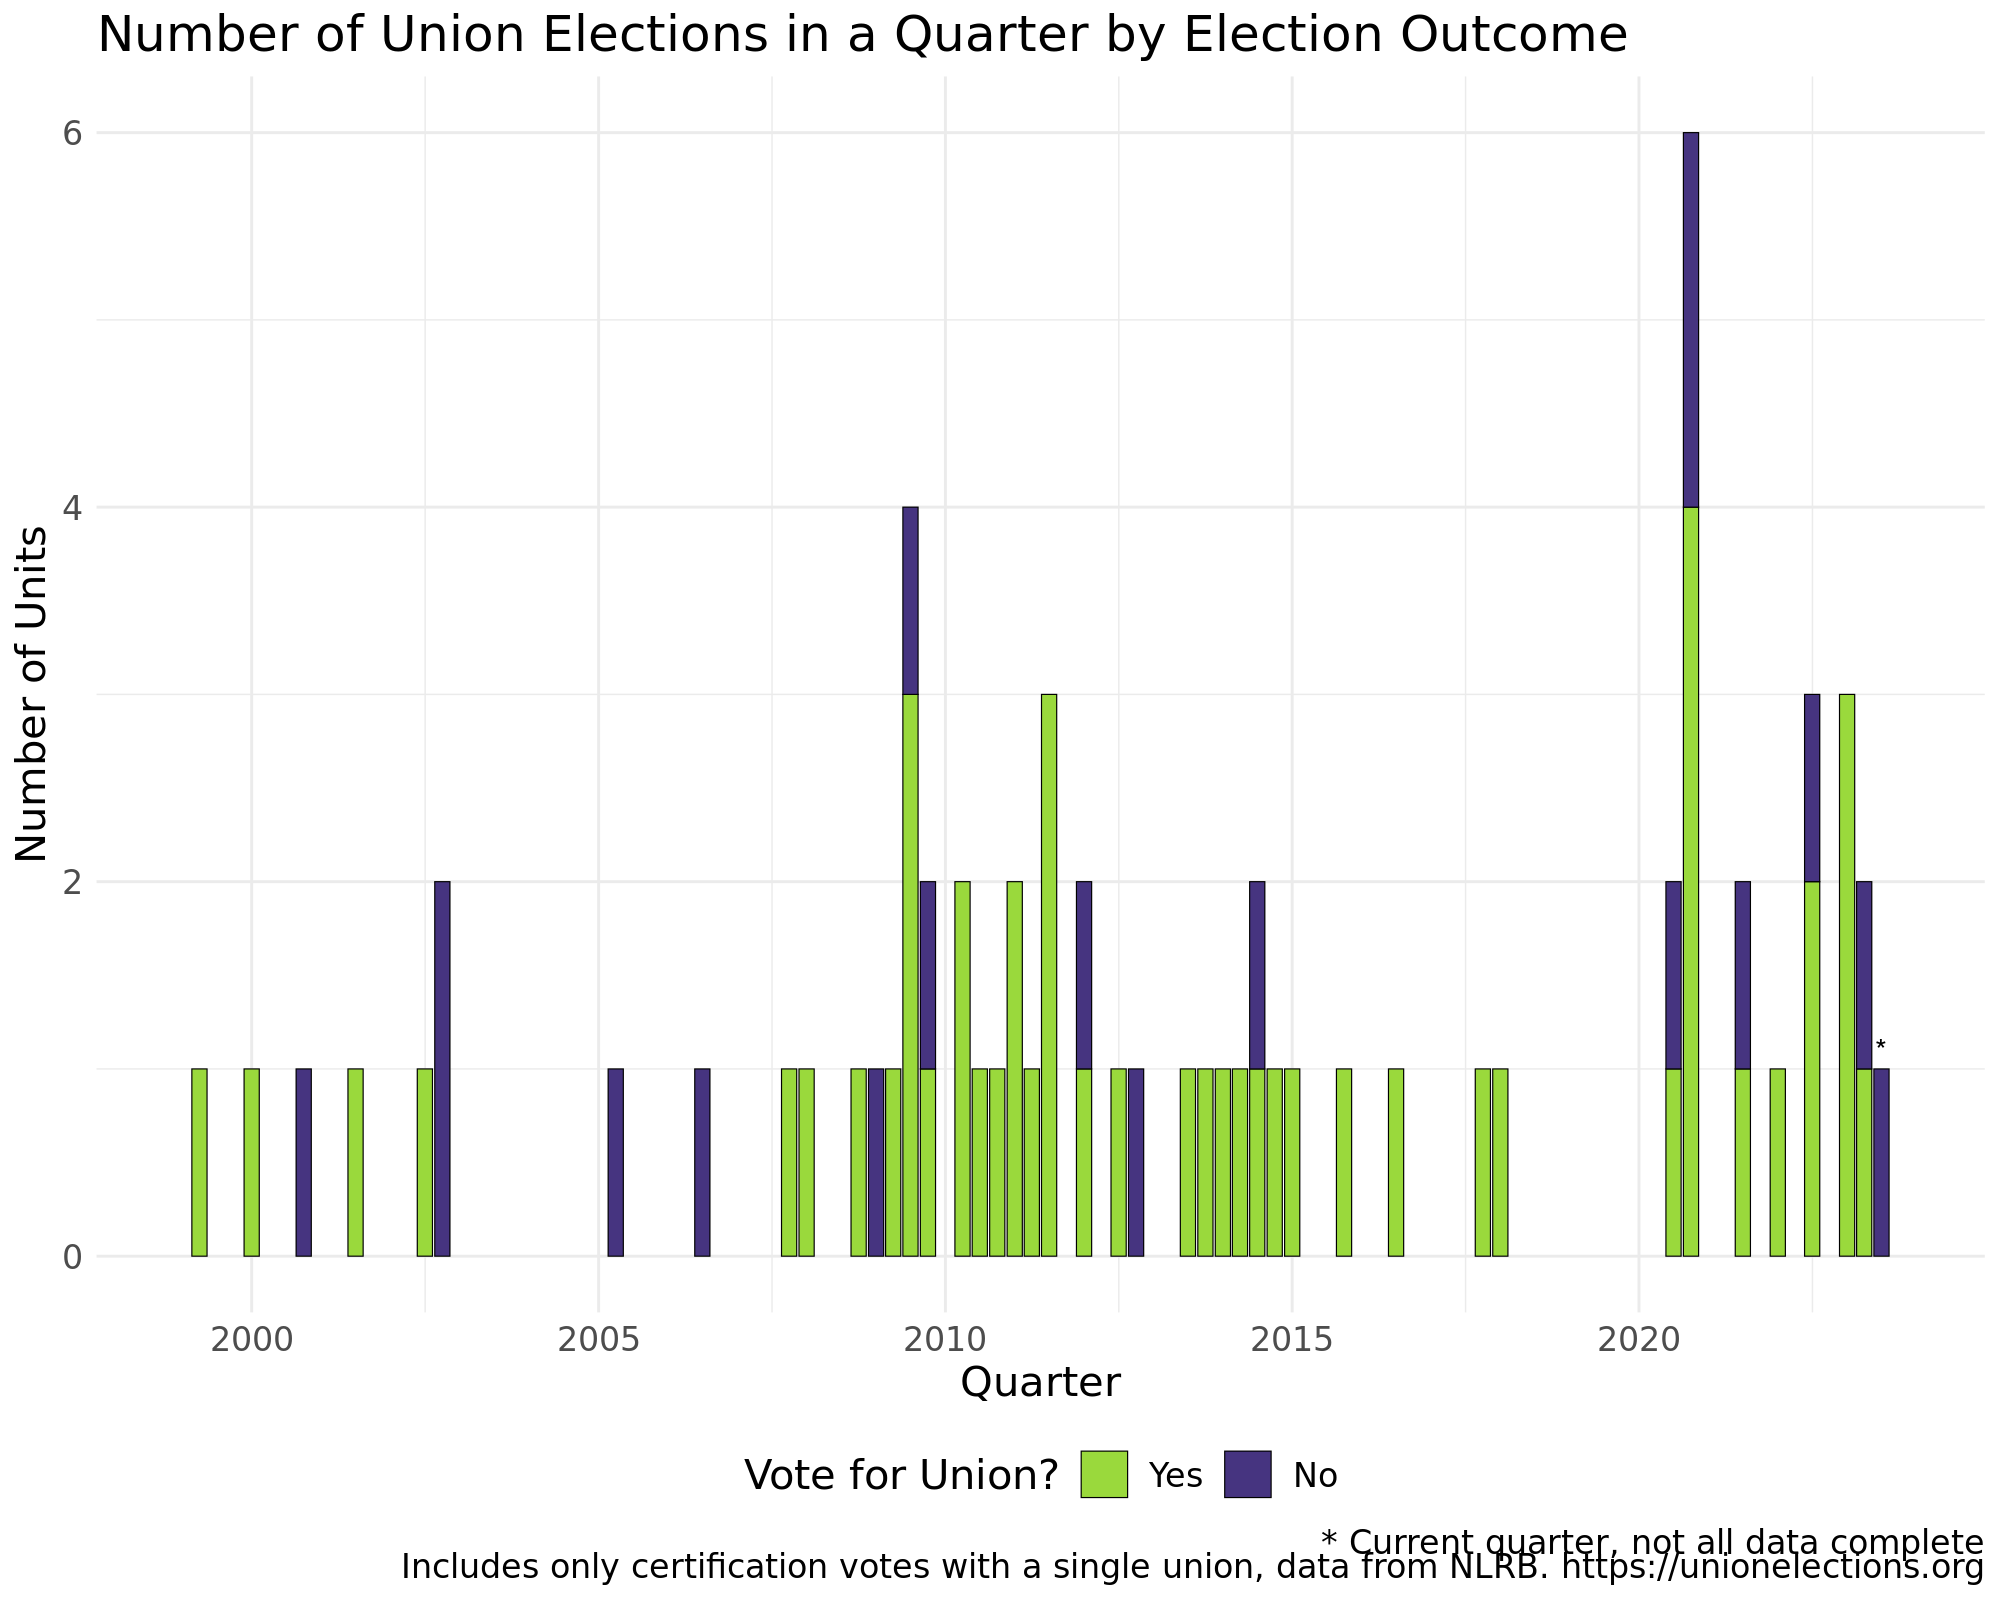 Number of Union Elections in a Quarter by Election Outcome
Number of Units
6
4
2
0
*
2000 2005 2010 2015 2020
Quarter
Vote for Union? Yes No
* Current quarter, not all data complete
Includes only certification votes with a single union, data from NLRB. https://unionelections.org